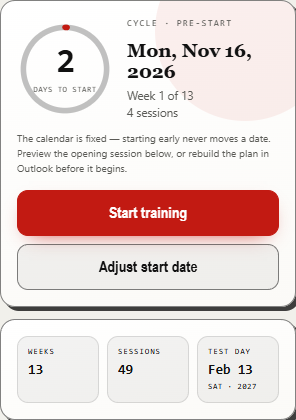 CYCLE · PRE-START
2
DAYS TO START
Mon, Nov 16,
2026
Week 1 of 13
4 sessions
The calendar is fixed — starting early never moves a date.
Preview the opening session below, or rebuild the plan in
Outlook before it begins.
Start training
Adjust start date
WEEKS
13
SESSIONS
49
TEST DAY
Feb 13
SAT · 2027